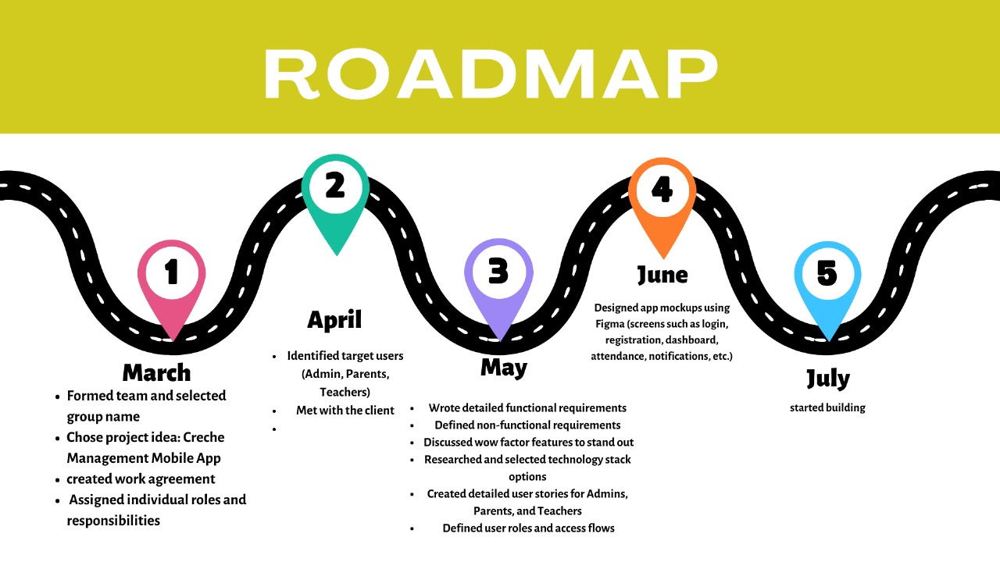 ROADMAP
1
March
• Formed team and selected
group name
• Chose project idea: Creche
Management Mobile App
• created work agreement
• Assigned individual roles and
responsibilities
2
April
• Identified target users
(Admin, Parents,
Teachers)
• Met with the client
•
3
May
• Wrote detailed functional requirements
• Defined non-functional requirements
• Discussed wow factor features to stand out
• Researched and selected technology stack
options
• Created detailed user stories for Admins,
Parents, and Teachers
• Defined user roles and access flows
4
June
Designed app mockups using
Figma (screens such as login,
registration, dashboard,
attendance, notifications, etc.)
5
July
started building